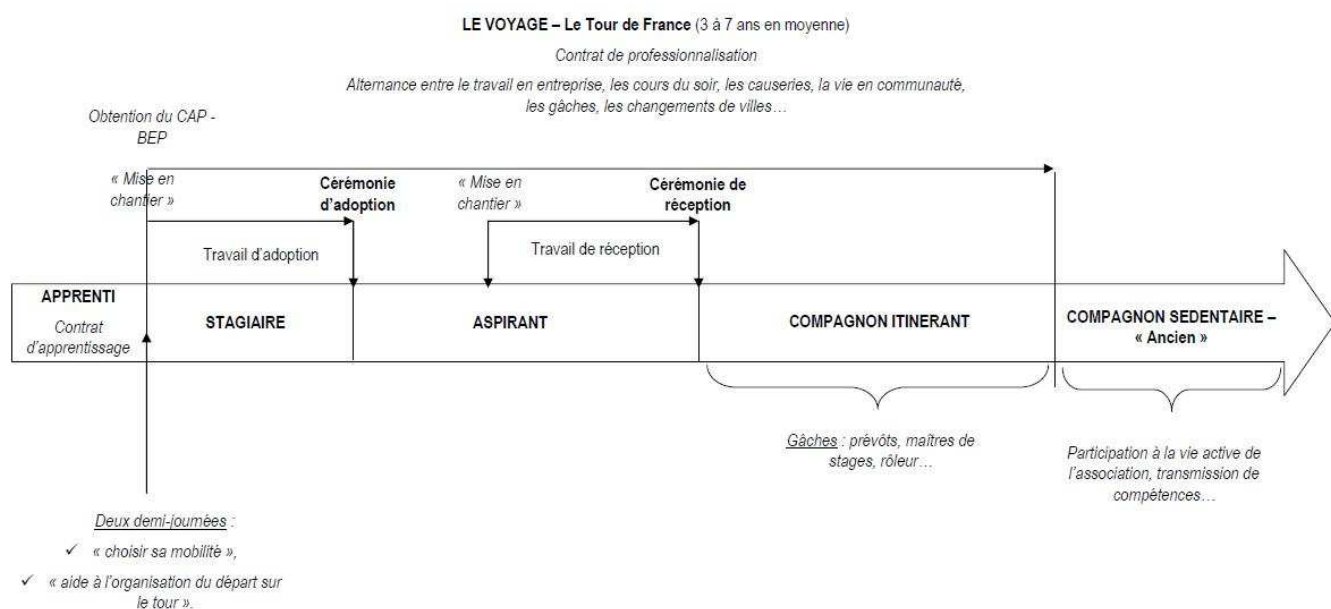 LE VOYAGE – Le Tour de France (3 à 7 ans en moyenne)
Contrat de professionnalisation
Alternance entre le travail en entreprise, les cours du soir, les causeries, la vie en communauté,
les gâches, les changements de villes…
Obtention du CAP -
BEP
« Mise en
chantier »
Cérémonie
d'adoption
« Mise en
chantier »
Cérémonie de
réception
Travail d'adoption
Travail de réception
APPRENTI
Contrat
d'apprentissage
STAGIAIRE
ASPIRANT
COMPAGNON ITINERANT
COMPAGNON SEDENTAIRE –
« Ancien »
Gâches : prévôts, maîtres de
stages, rôleur…
Participation à la vie active de
l'association, transmission de
compétences…
Deux demi-journées :
✓ « choisir sa mobilité »,
✓ « aide à l'organisation du départ sur
le tour ».